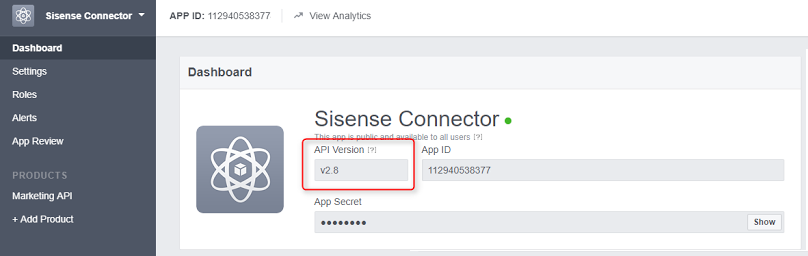 Sisense Connector
APP ID: 112940538377
View Analytics
Dashboard
Settings
Roles
Alerts
App Review
PRODUCTS
Marketing API
+ Add Product
Dashboard
Sisense Connector
This app is public and available to all users [?]
API Version [?]
App ID
v2.8
112940538377
App Secret
●●●●●●●●
Show